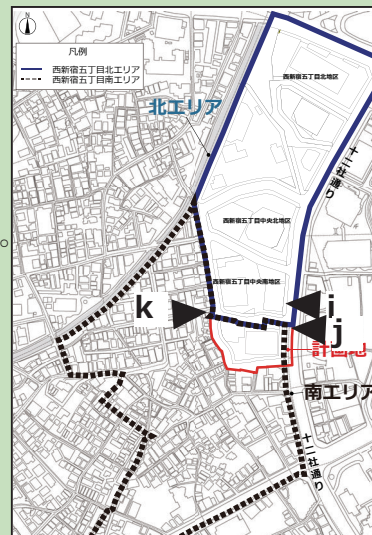 N
凡例
西新宿五丁目北エリア
西新宿五丁目南エリア
西新宿五丁目北地区
北エリア
十二社通り
西新宿五丁目中央北地区
西新宿五丁目中央南地区
k
i
j
計画地
南エリア
十二社通り